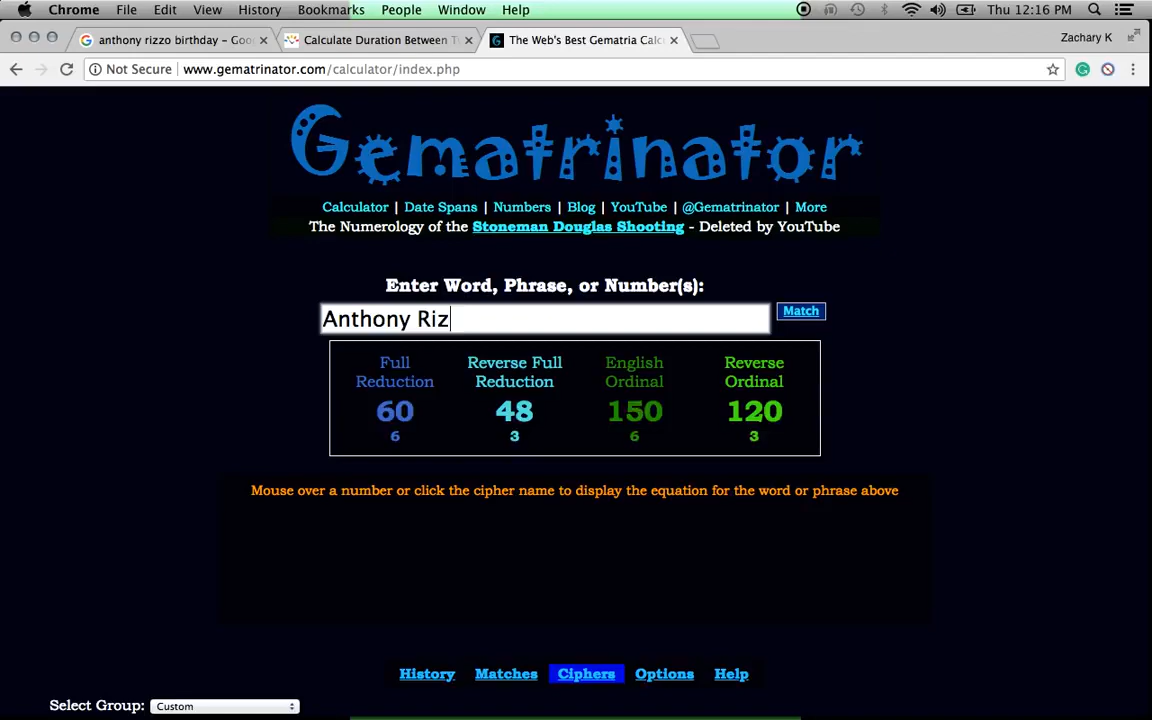 Chrome File Edit View History Bookmarks People Window Help Thu 12:16 PM
anthony rizzo birthday - Goo Calculate Duration Between Tw The Web's Best Gematria Calc Zachary K
Not Secure www.gematrinator.com/calculator/index.php
Gematrinator
Calculator | Date Spans | Numbers | Blog | YouTube | @Gematrinator | More
The Numerology of the Stoneman Douglas Shooting - Deleted by YouTube
Enter Word, Phrase, or Number(s):
Anthony Riz Match
Full Reverse Full English Reverse
Reduction Reduction Ordinal Ordinal
60 48 150 120
6 3 6 3
Mouse over a number or click the cipher name to display the equation for the word or phrase above
History Matches Ciphers Options Help
Select Group: Custom